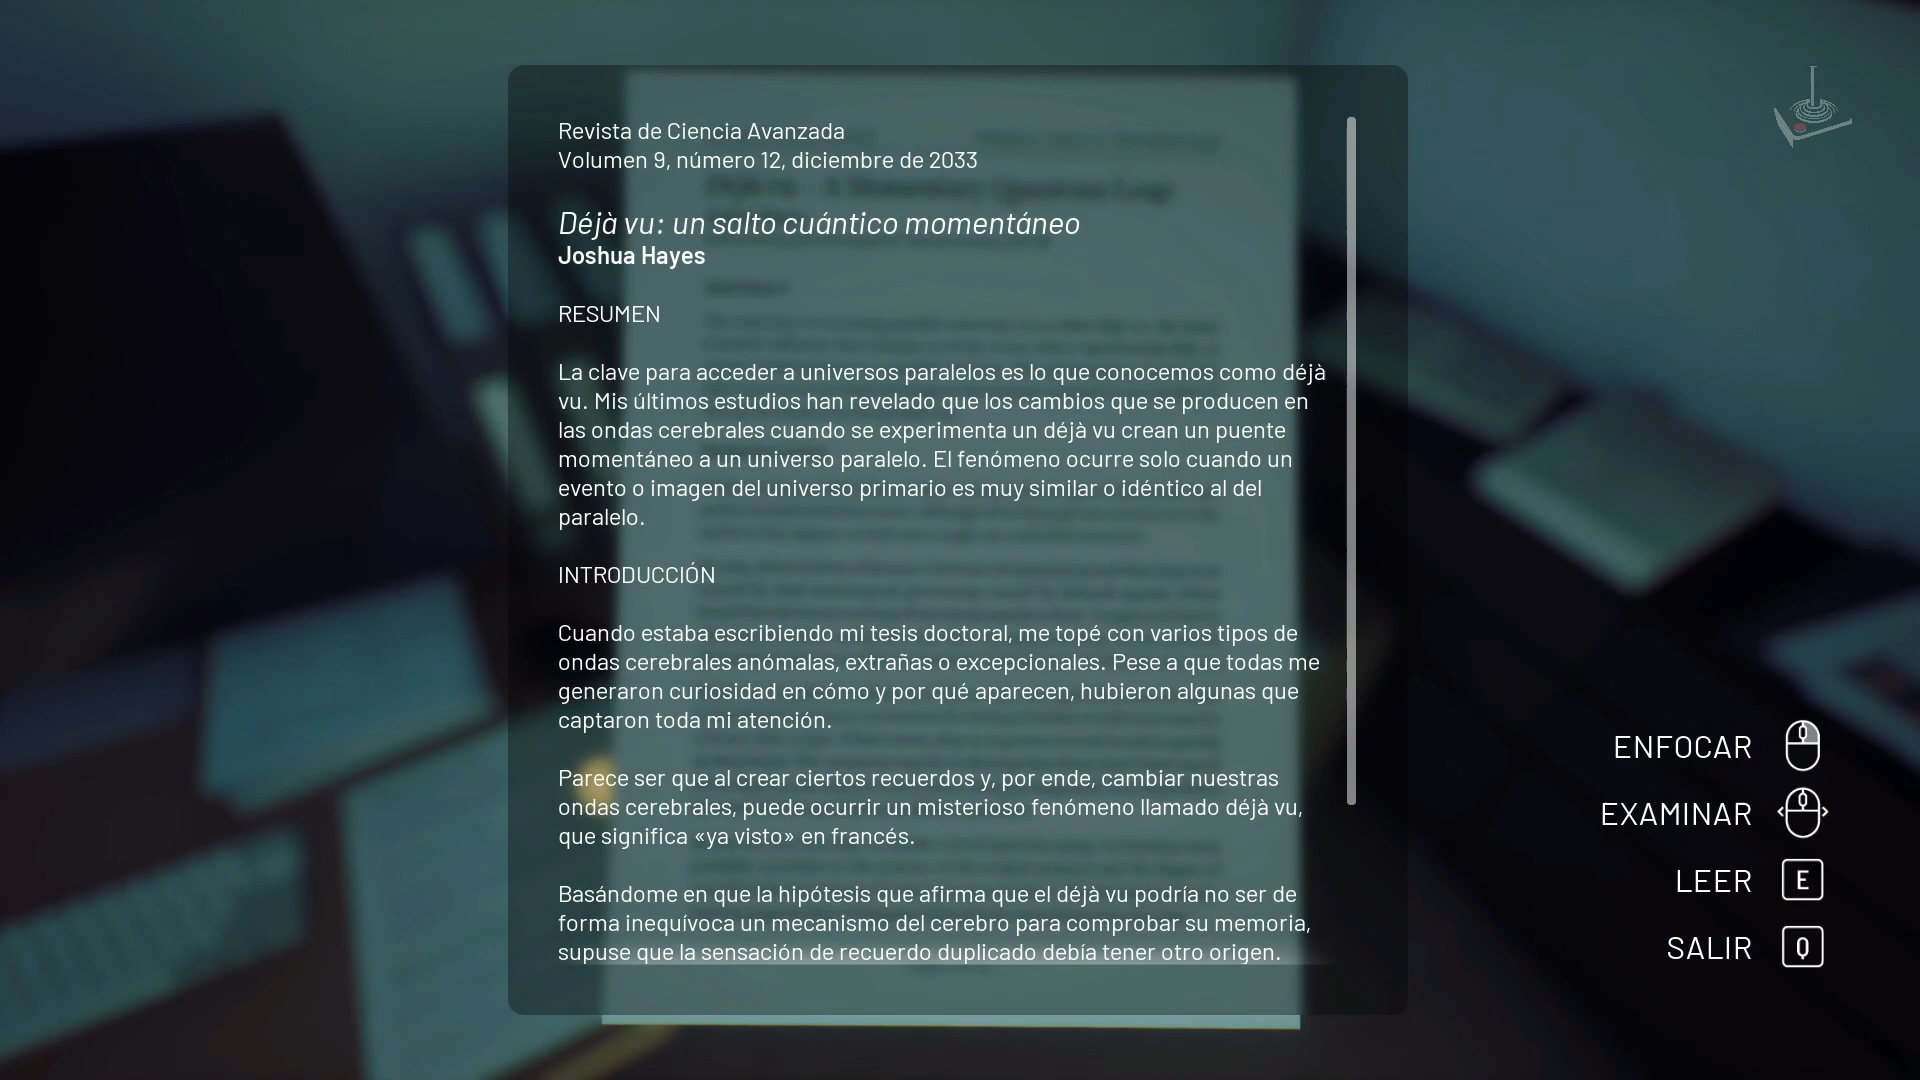 Revista de Ciencia Avanzada
Volumen 9, número 12, diciembre de 2033
Déjà vu: un salto cuántico momentáneo
Joshua Hayes
RESUMEN
La clave para acceder a universos paralelos es lo que conocemos como déjà
vu. Mis últimos estudios han revelado que los cambios que se producen en
las ondas cerebrales cuando se experimenta un déjà vu crean un puente
momentáneo a un universo paralelo. El fenómeno ocurre solo cuando un
evento o imagen del universo primario es muy similar o idéntico al del
paralelo.
INTRODUCCIÓN
Cuando estaba escribiendo mi tesis doctoral, me topé con varios tipos de
ondas cerebrales anómalas, extrañas o excepcionales. Pese a que todas me
generaron curiosidad en cómo y por qué aparecen, hubieron algunas que
captaron toda mi atención.
Parece ser que al crear ciertos recuerdos y, por ende, cambiar nuestras
ondas cerebrales, puede ocurrir un misterioso fenómeno llamado déjà vu,
que significa «ya visto» en francés.
Basándome en que la hipótesis que afirma que el déjà vu podría no ser de
forma inequívoca un mecanismo del cerebro para comprobar su memoria,
supuse que la sensación de recuerdo duplicado debía tener otro origen.
ENFOCAR
EXAMINAR
LEER E
SALIR Q